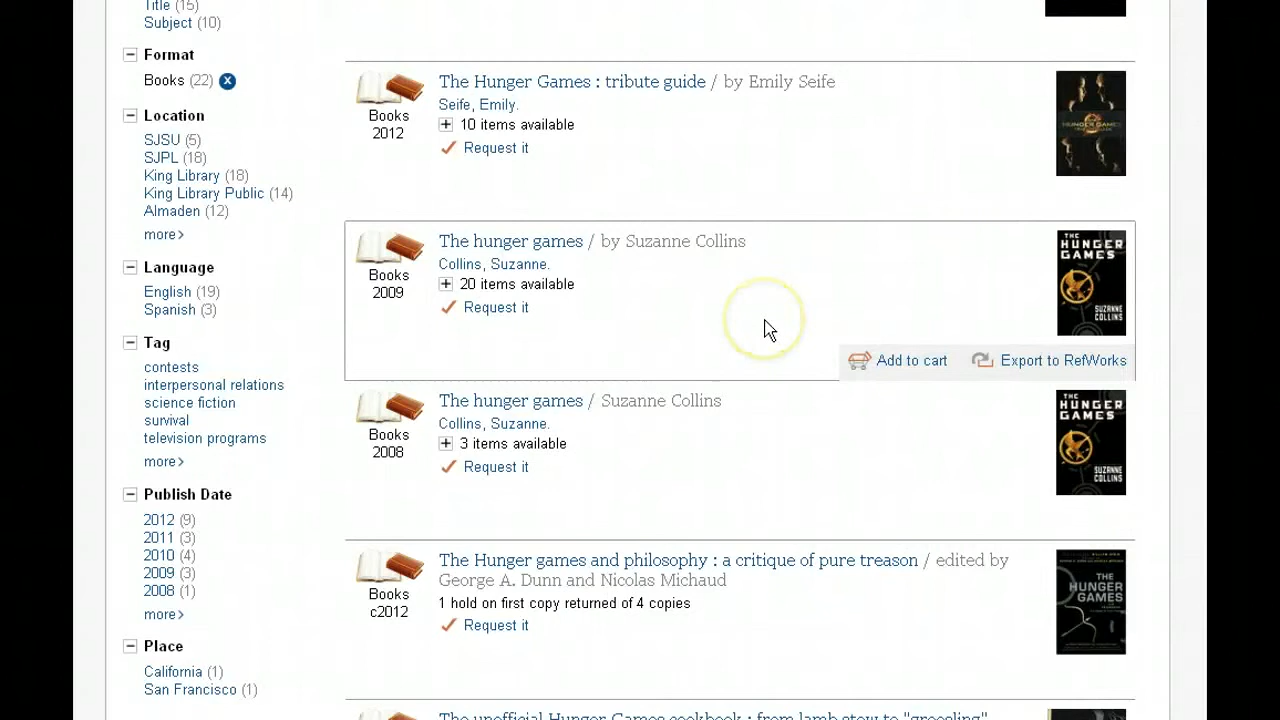 Title (15)
Subject (10)
Format
Books (22) x
Location
SJSU (5)
SJPL (18)
King Library (18)
King Library Public (14)
Almaden (12)
more>
Language
English (19)
Spanish (3)
Tag
contests
interpersonal relations
science fiction
survival
television programs
more>
Publish Date
2012 (9)
2011 (3)
2010 (4)
2009 (3)
2008 (1)
more>
Place
California (1)
San Francisco (1)
Books
2012
The Hunger Games : tribute guide / by Emily Seife
Seife, Emily.
10 items available
Request it
Books
2009
The hunger games / by Suzanne Collins
Collins, Suzanne.
20 items available
Request it
THE
HUNGER
GAMES
SUZANNE
COLLINS
Add to cart
Export to RefWorks
Books
2008
The hunger games / Suzanne Collins
Collins, Suzanne.
3 items available
Request it
THE
HUNGER
GAMES
SUZANNE
COLLINS
Books
c2012
The Hunger games and philosophy : a critique of pure treason / edited by
George A. Dunn and Nicolas Michaud
1 hold on first copy returned of 4 copies
Request it
THE
HUNGER
GAMES